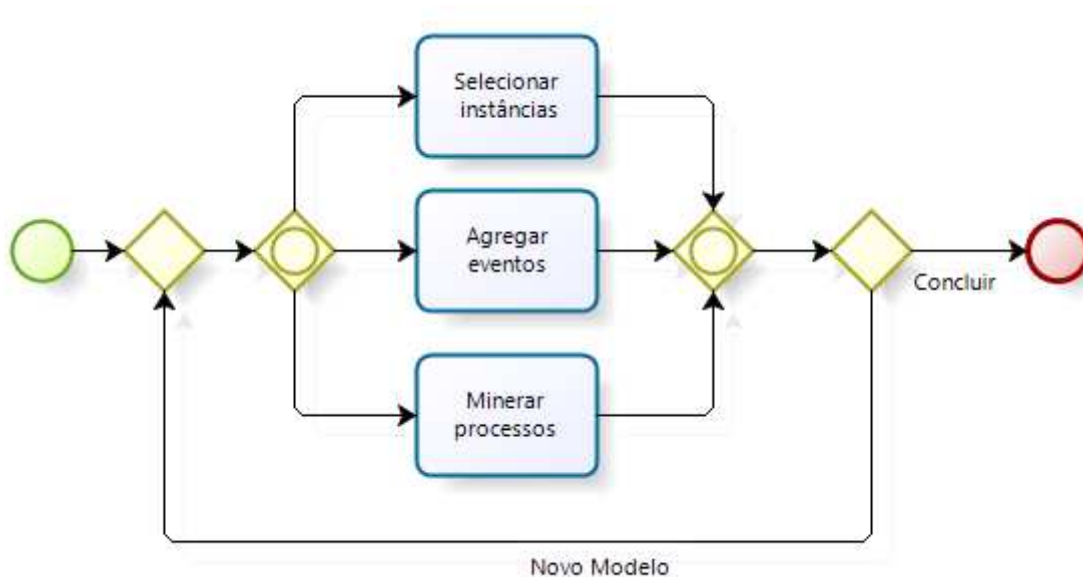 Selecionar
instâncias
Agregar
eventos
Concluir
Minerar
processos
Novo Modelo